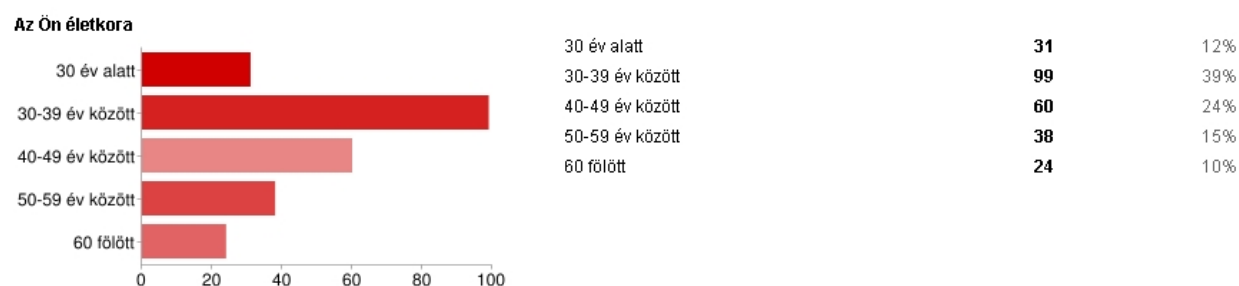 Az Ön életkora
30 év alatt
30-39 év között
40-49 év között
50-59 év között
60 fölött
0 20 40 60 80 100
30 év alatt 31 12%
30-39 év között 99 39%
40-49 év között 60 24%
50-59 év között 38 15%
60 fölött 24 10%